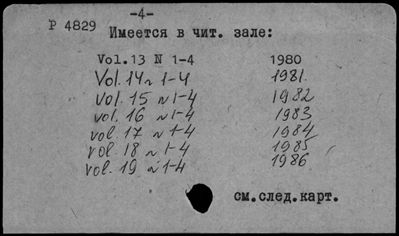 -4-
P 4829
Имеется в чит. зале:
Vol.13 N 1-4 1980
Vol. 14 N 1-4 1981.
Vol. 15 N 1-4 1982
vol. 16 N 1-4 1983
vol. 17 N 1-4 1984
vol. 18 N 1-4 1985
vol. 19 N 1-4 1986
см.след.карт.